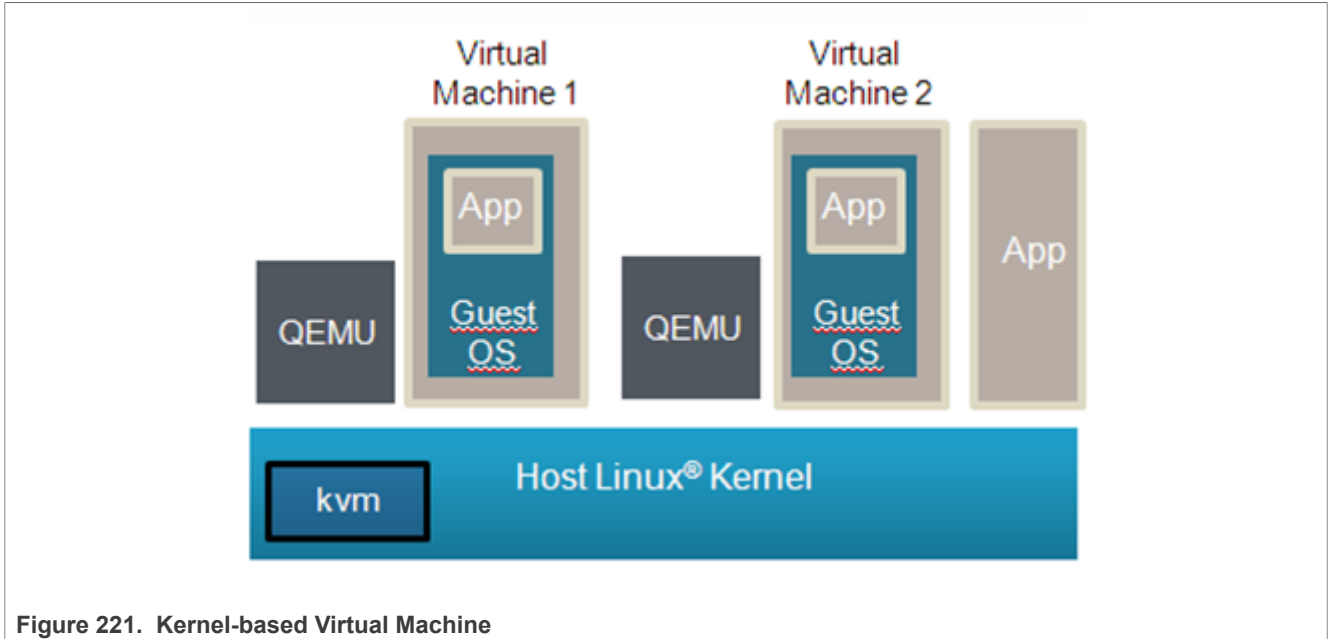 Virtual
Machine 1
Virtual
Machine 2
App
App
App
QEMU
Guest
OS
QEMU
Guest
OS
Host Linux® Kernel
kvm
Figure 221. Kernel-based Virtual Machine